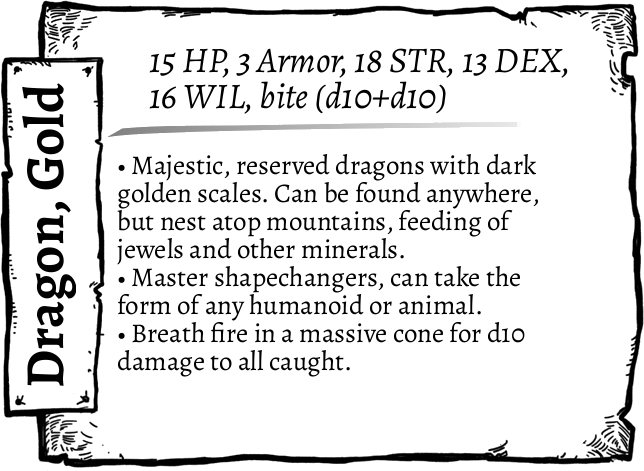 Dragon, Gold
15 HP, 3 Armor, 18 STR, 13 DEX,
16 WIL, bite (d10+d10)
• Majestic, reserved dragons with dark
golden scales. Can be found anywhere,
but nest atop mountains, feeding of
jewels and other minerals.
• Master shapechangers, can take the
form of any humanoid or animal.
• Breath fire in a massive cone for d10
damage to all caught.